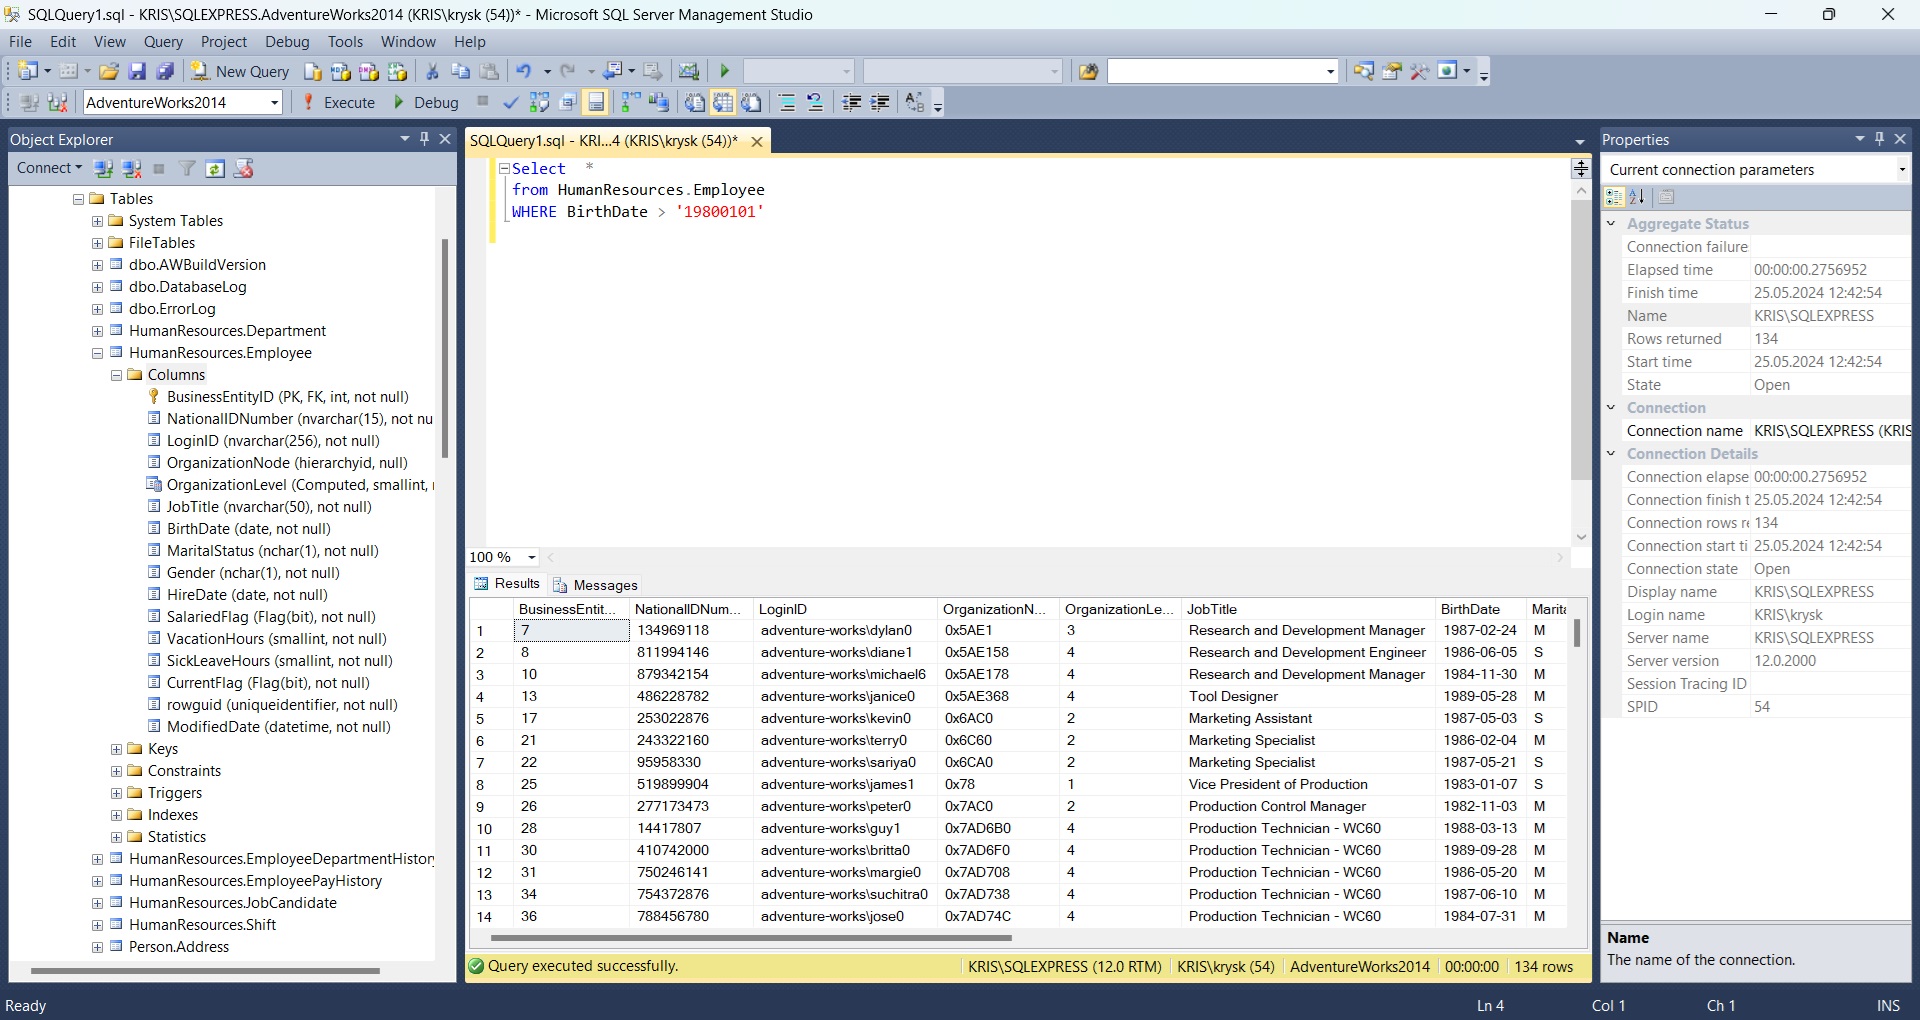 SQLQuery1.sql - KRIS\SQLEXPRESS.AdventureWorks2014 (KRIS\krysk (54))* - Microsoft SQL Server Management Studio
File Edit View Query Project Debug Tools Window Help
New Query
AdventureWorks2014 Execute Debug
Object Explorer
Connect
Tables
System Tables
FileTables
dbo.AWBuildVersion
dbo.DatabaseLog
dbo.ErrorLog
HumanResources.Department
HumanResources.Employee
Columns
BusinessEntityID (PK, FK, int, not null)
NationalIDNumber (nvarchar(15), not nu
LoginID (nvarchar(256), not null)
OrganizationNode (hierarchyid, null)
OrganizationLevel (Computed, smallint,
JobTitle (nvarchar(50), not null)
BirthDate (date, not null)
MaritalStatus (nchar(1), not null)
Gender (nchar(1), not null)
HireDate (date, not null)
SalariedFlag (Flag(bit), not null)
VacationHours (smallint, not null)
SickLeaveHours (smallint, not null)
CurrentFlag (Flag(bit), not null)
rowguid (uniqueidentifier, not null)
ModifiedDate (datetime, not null)
Keys
Constraints
Triggers
Indexes
Statistics
HumanResources.EmployeeDepartmentHistory
HumanResources.EmployeePayHistory
HumanResources.JobCandidate
HumanResources.Shift
Person.Address
SQLQuery1.sql - KRI...4 (KRIS\krysk (54))*
Select *
from HumanResources.Employee
WHERE BirthDate > '19800101'
100 %
Results Messages
BusinessEntit... NationalIDNum... LoginID OrganizationN... OrganizationLe... JobTitle BirthDate Marita
1 7 134969118 adventure-works\dylan0 0x5AE1 3 Research and Development Manager 1987-02-24 M
2 8 811994146 adventure-works\diane1 0x5AE158 4 Research and Development Engineer 1986-06-05 S
3 10 879342154 adventure-works\michael6 0x5AE178 4 Research and Development Manager 1984-11-30 M
4 13 486228782 adventure-works\janice0 0x5AE368 4 Tool Designer 1989-05-28 M
5 17 253022876 adventure-works\kevin0 0x6AC0 2 Marketing Assistant 1987-05-03 S
6 21 243322160 adventure-works\terry0 0x6C60 2 Marketing Specialist 1986-02-04 M
7 22 95958330 adventure-works\sariya0 0x6CA0 2 Marketing Specialist 1987-05-21 S
8 25 519899904 adventure-works\james1 0x78 1 Vice President of Production 1983-01-07 S
9 26 277173473 adventure-works\peter0 0x7AC0 2 Production Control Manager 1982-11-03 M
10 28 14417807 adventure-works\guy1 0x7AD6B0 4 Production Technician - WC60 1988-03-13 M
11 30 410742000 adventure-works\britta0 0x7AD6F0 4 Production Technician - WC60 1989-09-28 M
12 31 750246141 adventure-works\margie0 0x7AD708 4 Production Technician - WC60 1986-05-20 M
13 34 754372876 adventure-works\suchitra0 0x7AD738 4 Production Technician - WC60 1987-06-10 M
14 36 788456780 adventure-works\jose0 0x7AD74C 4 Production Technician - WC60 1984-07-31 M
Query executed successfully. KRIS\SQLEXPRESS (12.0 RTM) KRIS\krysk (54) AdventureWorks2014 00:00:00 134 rows
Properties
Current connection parameters
Aggregate Status
Connection failure
Elapsed time 00:00:00.2756952
Finish time 25.05.2024 12:42:54
Name KRIS\SQLEXPRESS
Rows returned 134
Start time 25.05.2024 12:42:54
State Open
Connection
Connection name KRIS\SQLEXPRESS (KRIS
Connection Details
Connection elapse 00:00:00.2756952
Connection finish t 25.05.2024 12:42:54
Connection rows re 134
Connection start ti 25.05.2024 12:42:54
Connection state Open
Display name KRIS\SQLEXPRESS
Login name KRIS\krysk
Server name KRIS\SQLEXPRESS
Server version 12.0.2000
Session Tracing ID
SPID 54
Name
The name of the connection.
Ready Ln 4 Col 1 Ch 1 INS